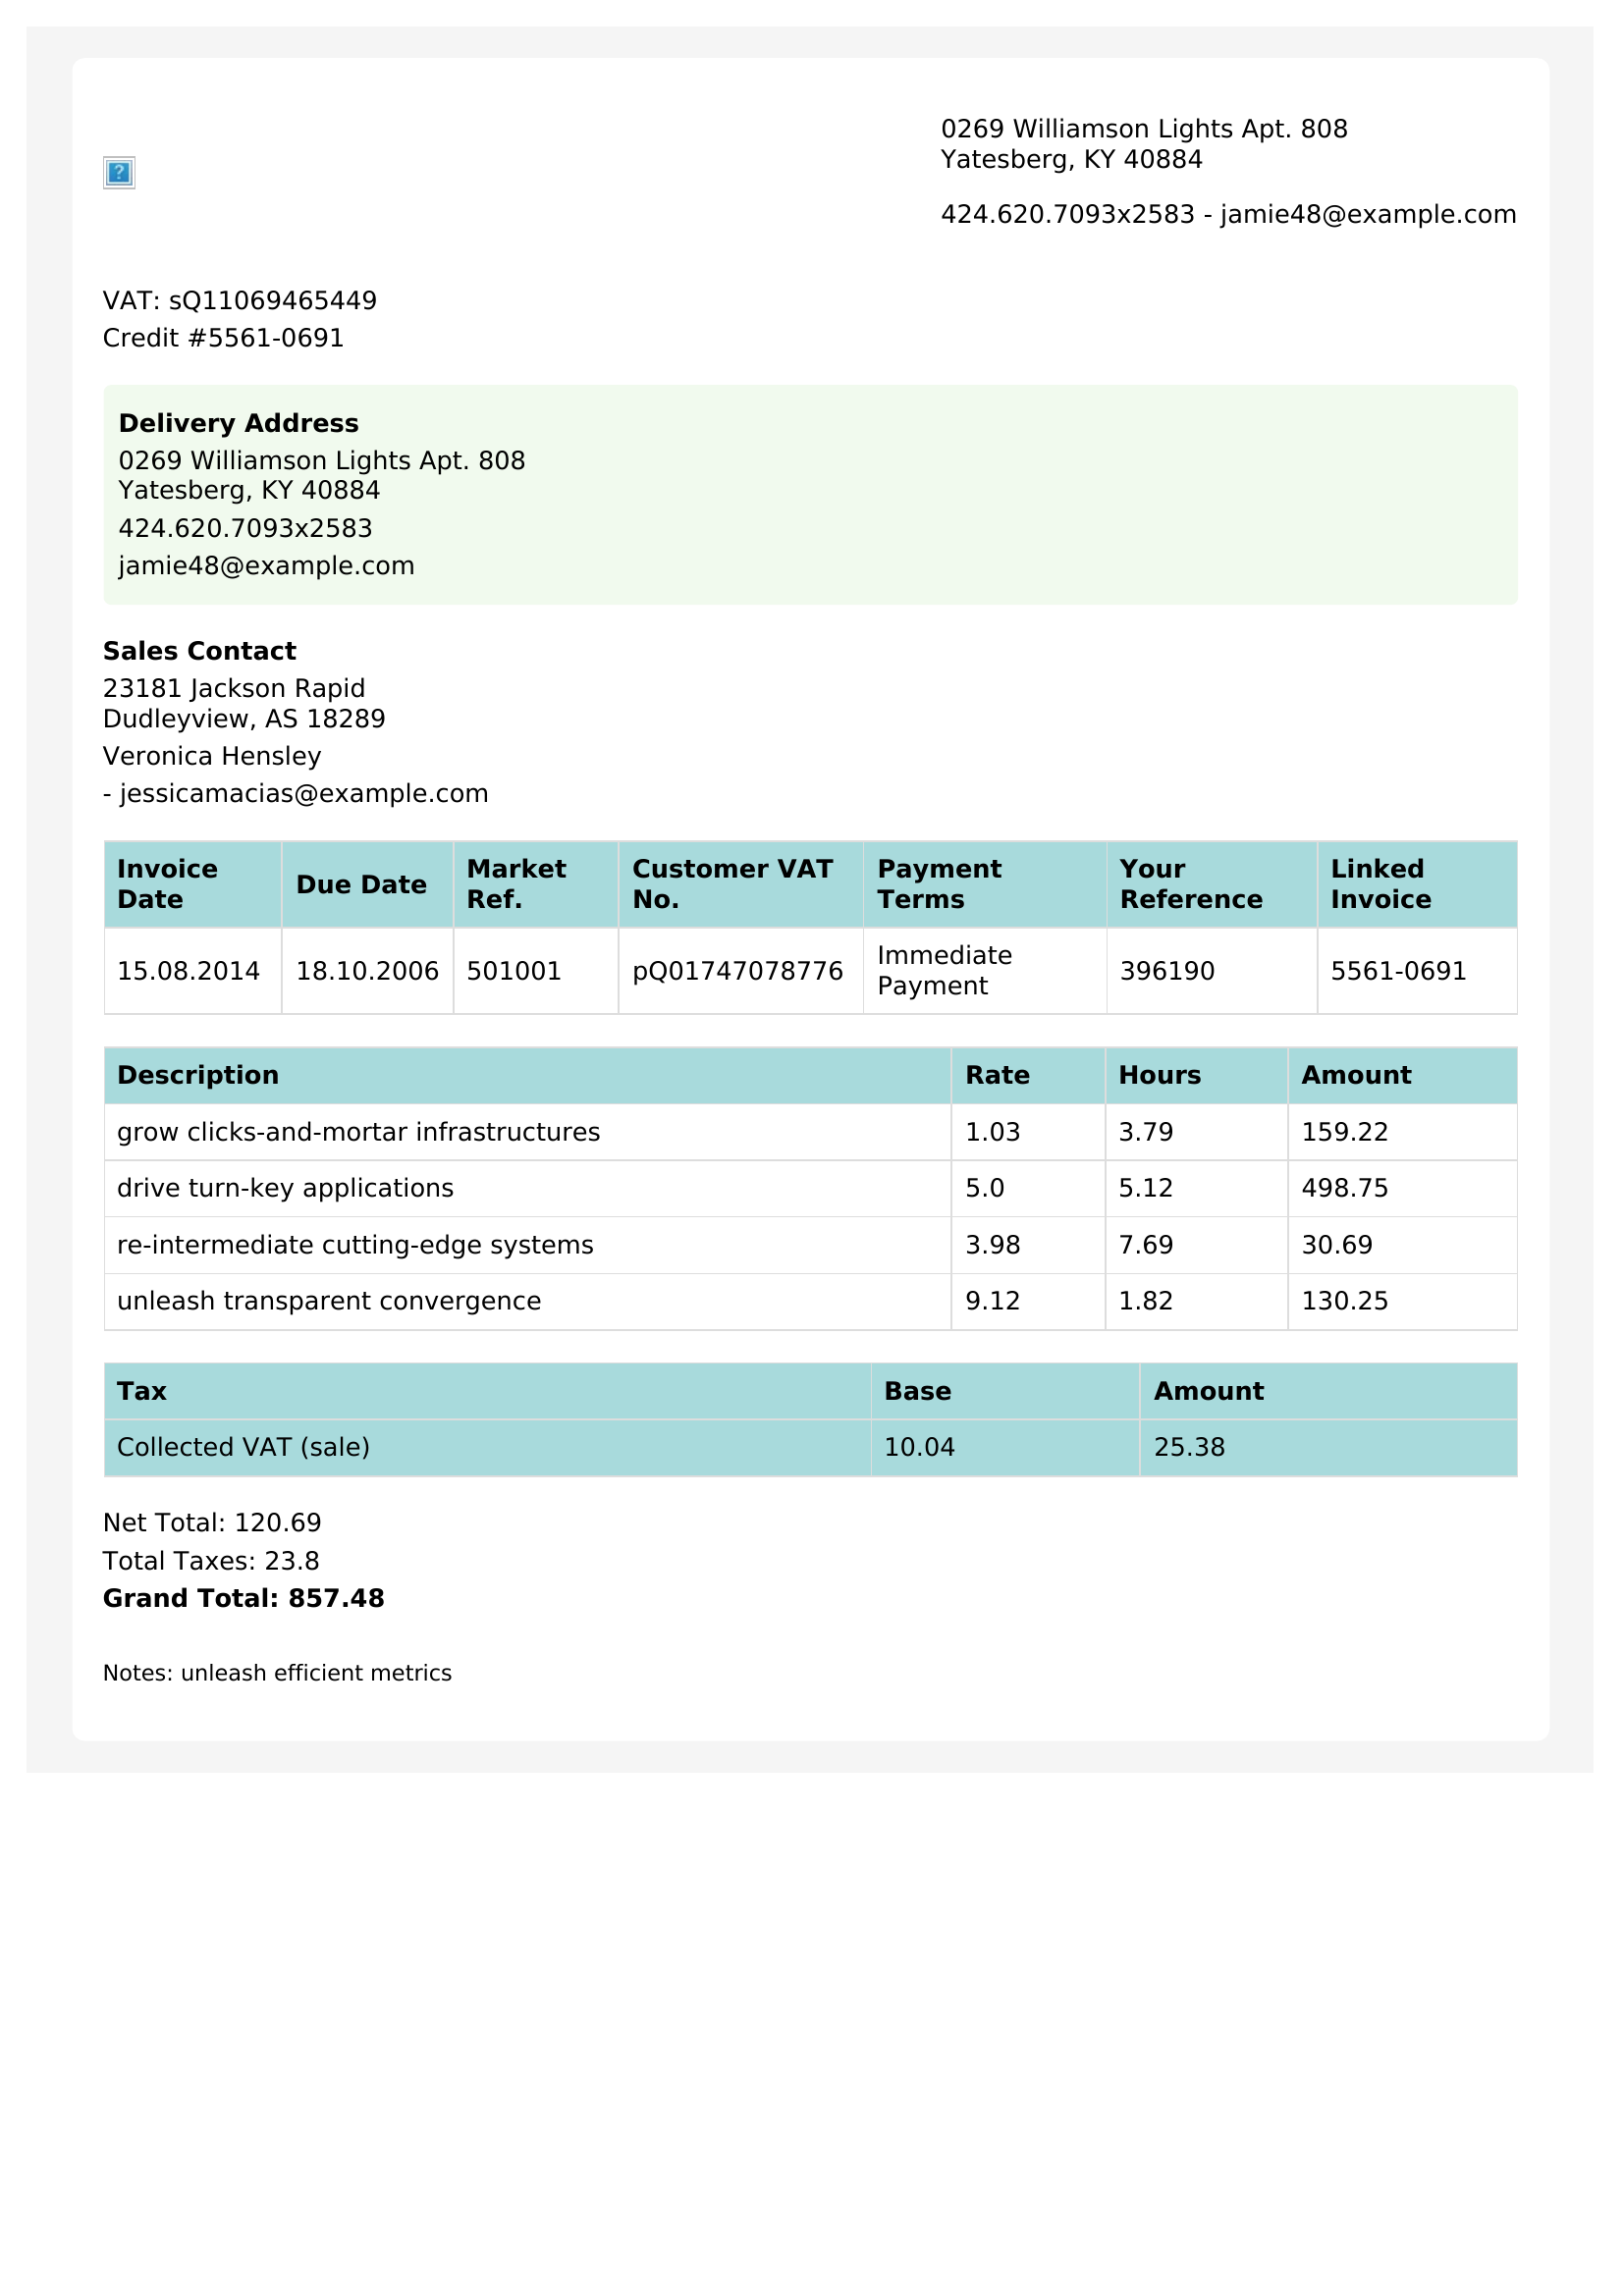 0269 Williamson Lights Apt. 808
Yatesberg, KY 40884
424.620.7093x2583 - jamie48@example.com
VAT: sQ11069465449
Credit #5561-0691
Delivery Address
0269 Williamson Lights Apt. 808
Yatesberg, KY 40884
424.620.7093x2583
jamie48@example.com
Sales Contact
23181 Jackson Rapid
Dudleyview, AS 18289
Veronica Hensley
- jessicamacias@example.com
Invoice Date Due Date Market Ref. Customer VAT No. Payment Terms Your Reference Linked Invoice
15.08.2014 18.10.2006 501001 pQ01747078776 Immediate Payment 396190 5561-0691
Description Rate Hours Amount
grow clicks-and-mortar infrastructures 1.03 3.79 159.22
drive turn-key applications 5.0 5.12 498.75
re-intermediate cutting-edge systems 3.98 7.69 30.69
unleash transparent convergence 9.12 1.82 130.25
Tax Base Amount
Collected VAT (sale) 10.04 25.38
Net Total: 120.69
Total Taxes: 23.8
Grand Total: 857.48
Notes: unleash efficient metrics